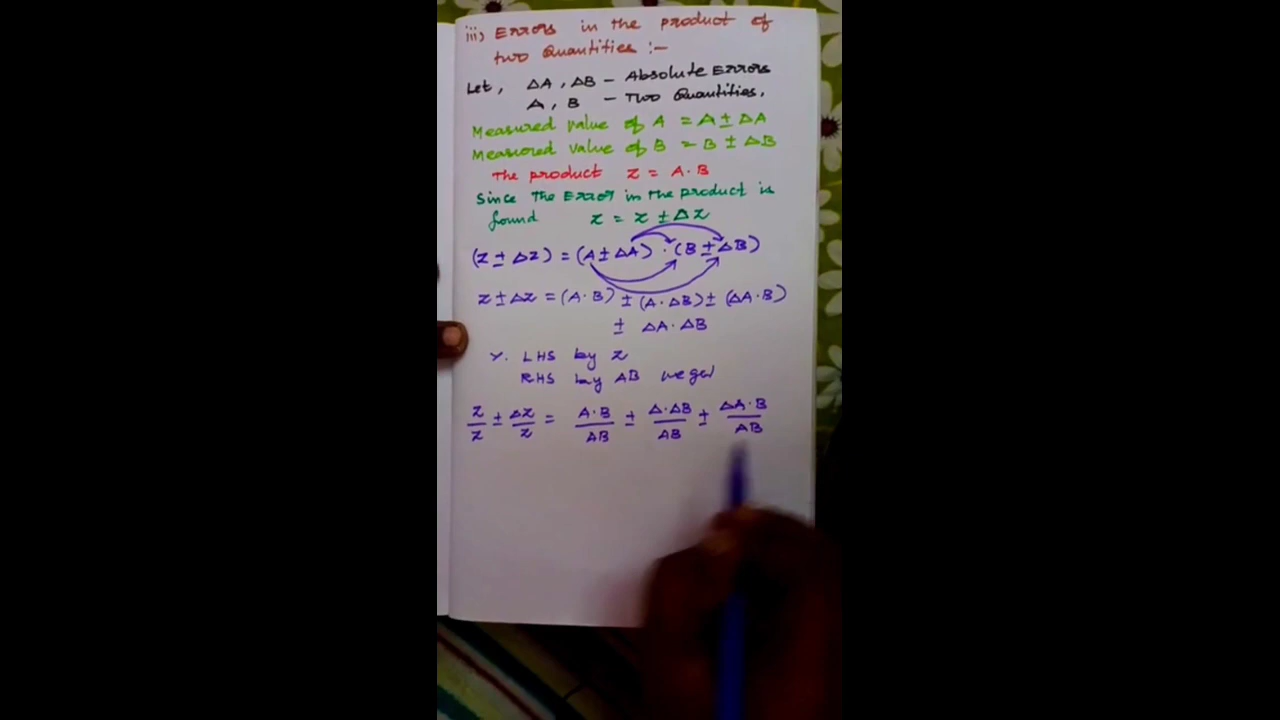 iii) Errors in the product of
two Quantities :-
Let, ΔA, ΔB - Absolute Errors
A, B - Two Quantities.
Measured value of A = A ± ΔA
Measured value of B = B ± ΔB
The product Z = A·B
Since the Error in the product is
found Z = Z ± ΔZ
(Z ± ΔZ) = (A ± ΔA) · (B ± ΔB)
Z ± ΔZ = (A·B) ± (A·ΔB) ± (ΔA·B)
± ΔA·ΔB
LHS by Z
RHS by AB we get
Z/Z ± ΔZ/Z = A·B/AB ± Δ·ΔB/AB ± ΔA·B/AB